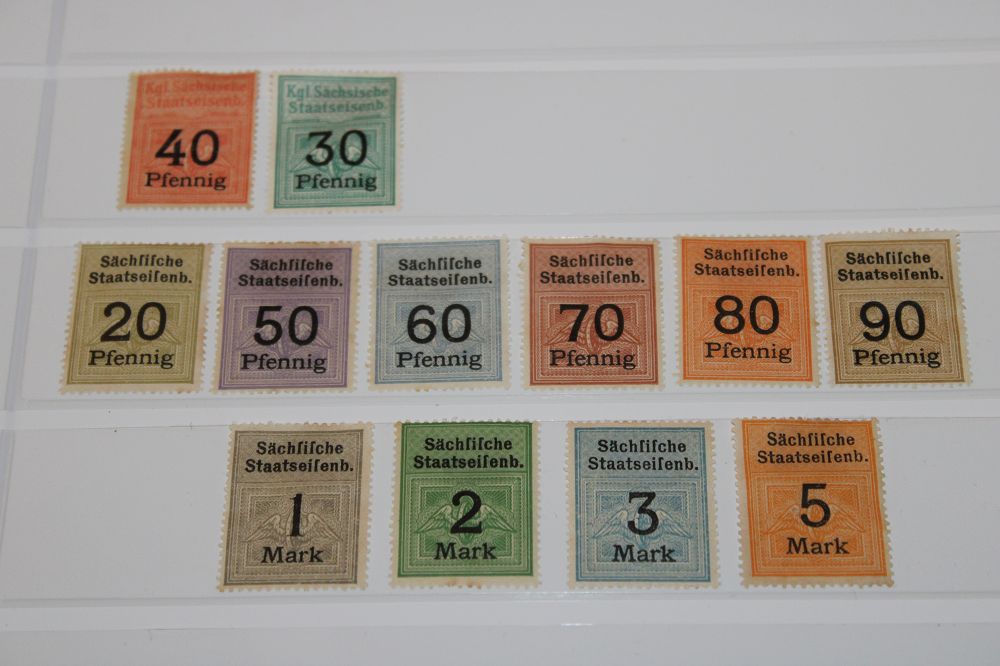 Kgl. Sächsische
Staatseisenb.
40
Pfennig
Kgl. Sächsische
Staatseisenb.
30
Pfennig
Sächſiſche
Staatseiſenb.
20
Pfennig
Sächſiſche
Staatseiſenb.
50
Pfennig
Sächſiſche
Staatseiſenb.
60
Pfennig
Sächſiſche
Staatseiſenb.
70
Pfennig
Sächſiſche
Staatseiſenb.
80
Pfennig
Sächſiſche
Staatseiſenb.
90
Pfennig
Sächſiſche
Staatseiſenb.
1
Mark
Sächſiſche
Staatseiſenb.
2
Mark
Sächſiſche
Staatseiſenb.
3
Mark
Sächſiſche
Staatseiſenb.
5
Mark